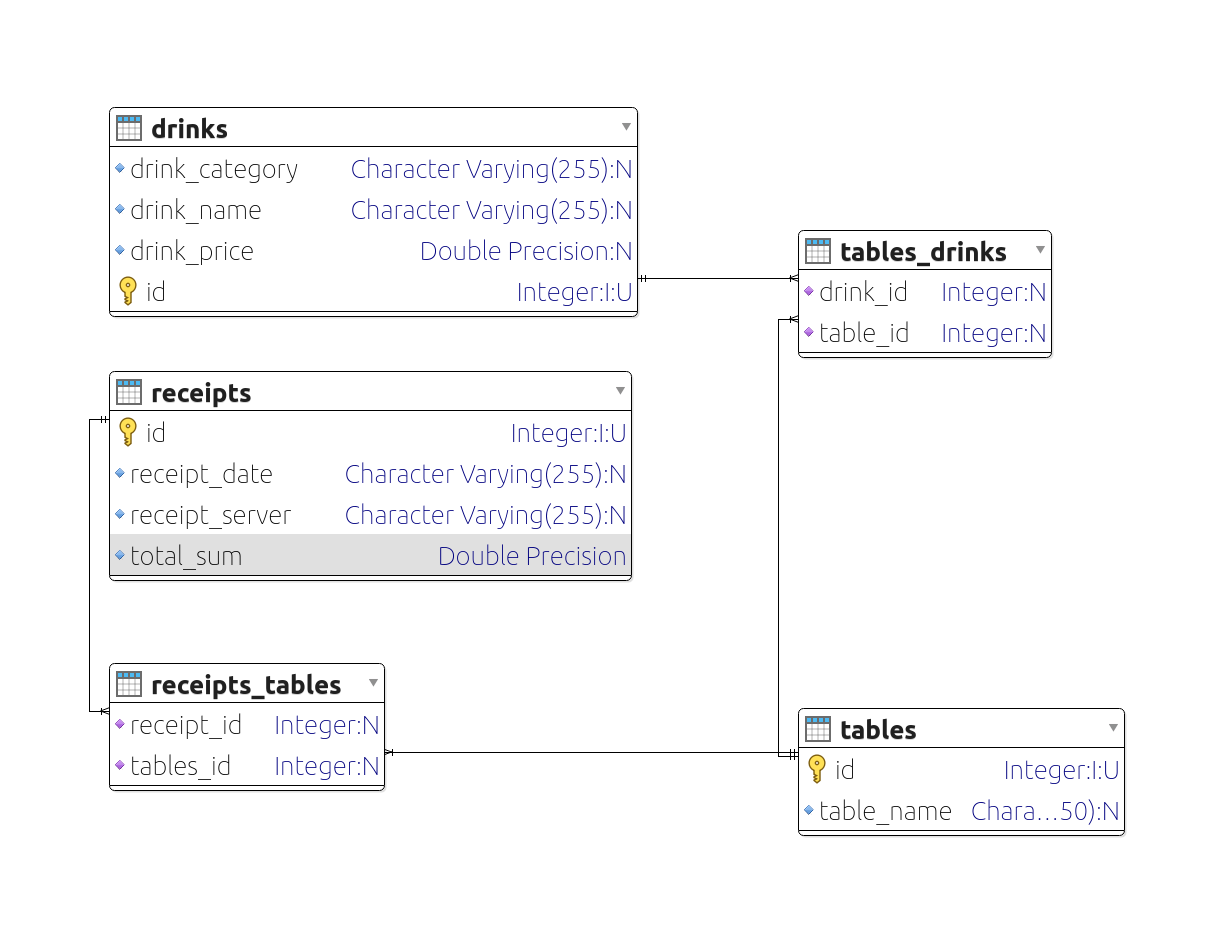 drinks
drink_category Character Varying(255):N
drink_name Character Varying(255):N
drink_price Double Precision:N
id Integer:I:U
tables_drinks
drink_id Integer:N
table_id Integer:N
receipts
id Integer:I:U
receipt_date Character Varying(255):N
receipt_server Character Varying(255):N
total_sum Double Precision
receipts_tables
receipt_id Integer:N
tables_id Integer:N
tables
id Integer:I:U
table_name Chara...50):N